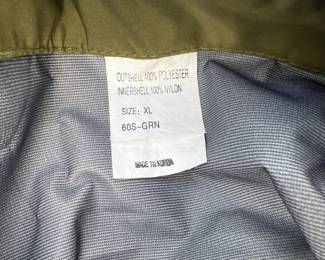 OUTSHELL 100% POLYESTER
INNERSHELL 100% NYLON
SIZE: XL
60S-GRN
MADE IN KOREA